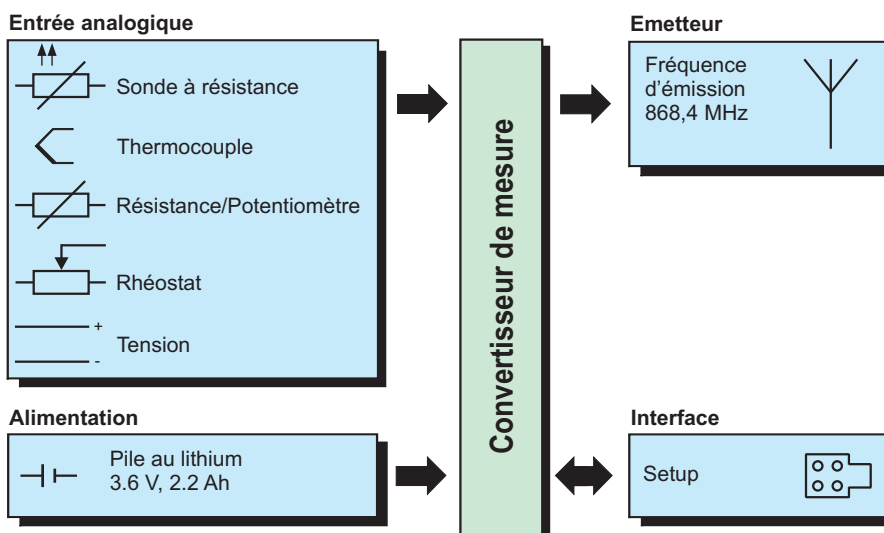 Entrée analogique
Sonde à résistance
Thermocouple
Résistance/Potentiomètre
Rhéostat
+
Tension
-
Alimentation
Pile au lithium
3.6 V, 2.2 Ah
Convertisseur de mesure
Emetteur
Fréquence
d'émission
868,4 MHz
Interface
Setup